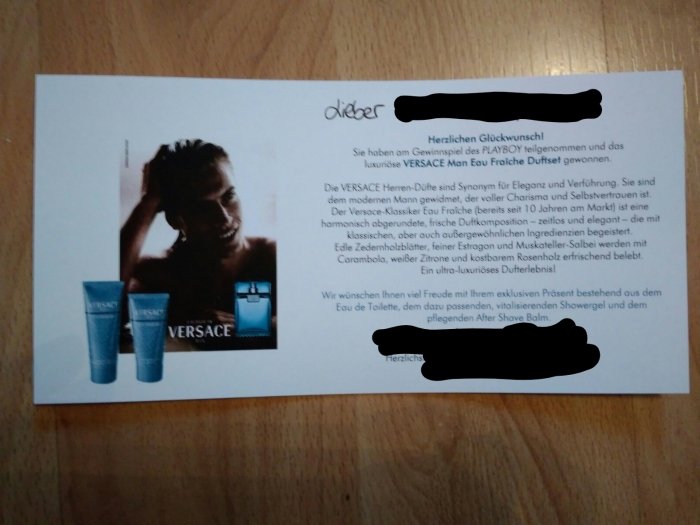 dieber
Herzlichen Glückwunsch!
Sie haben am Gewinnspiel des PLAYBOY teilgenommen und das
luxuriöse VERSACE Man Eau Fraîche Duftset gewonnen.
Die VERSACE Herren-Düfte sind Synonym für Eleganz und Verführung. Sie sind
dem modernen Mann gewidmet, der voller Charisma und Selbstvertrauen ist.
Der Versace-Klassiker Eau Fraîche (bereits seit 10 Jahren am Markt) ist eine
harmonisch abgerundete, frische Duftkomposition – zeitlos und elegant – die mit
klassischen, aber auch außergewöhnlichen Ingredienzien begeistert.
Edle Zedernholzblätter, feiner Estragon und Muskateller-Salbei werden mit
Carambola, weißer Zitrone und kostbarem Rosenholz erfrischend belebt.
Ein ultra-luxuriöses Dufterlebnis!
Wir wünschen Ihnen viel Freude mit Ihrem exklusiven Präsent bestehend aus dem
Eau de Toilette, dem dazu passenden, vitalisierenden Showergel und dem
pflegenden After Shave Balm.
Herzlichs
VERSACE
VERSACE
VERSACE